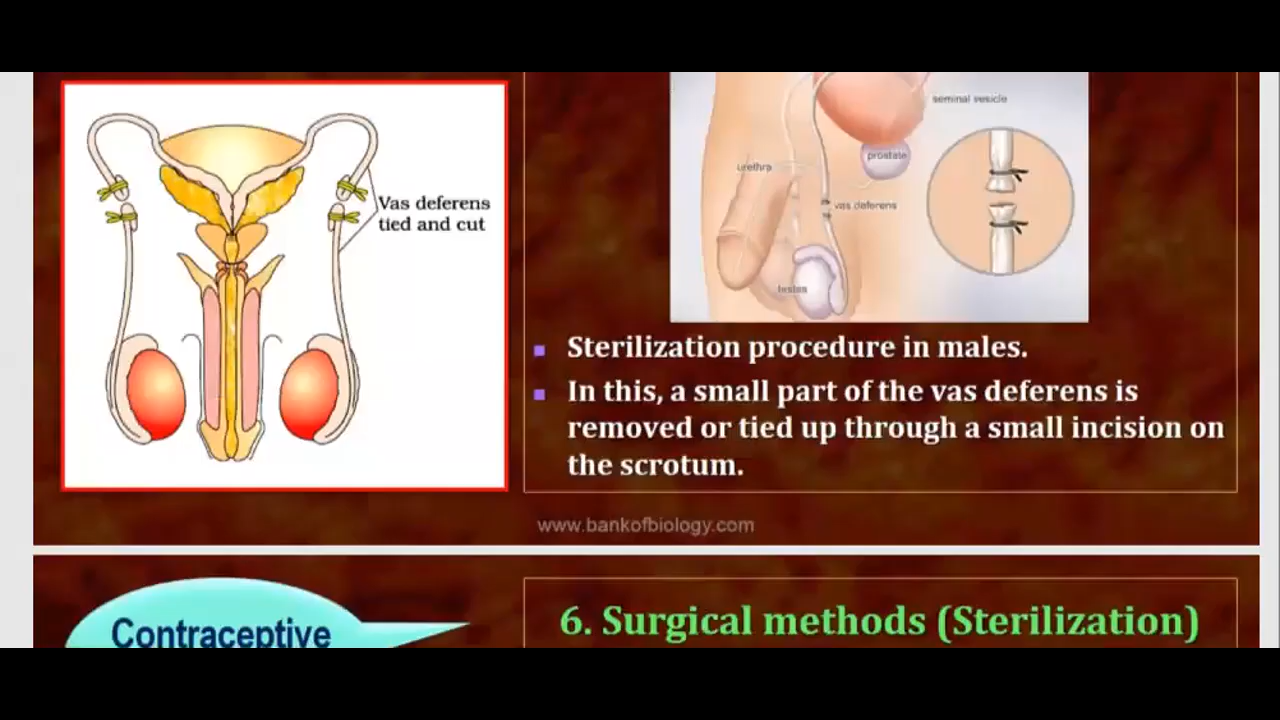 Vas deferens
tied and cut
seminal vesicle
prostate
urethra
vas deferens
testes
Sterilization procedure in males.
In this, a small part of the vas deferens is
removed or tied up through a small incision on
the scrotum.
www.bankofbiology.com
Contraceptive
6. Surgical methods (Sterilization)